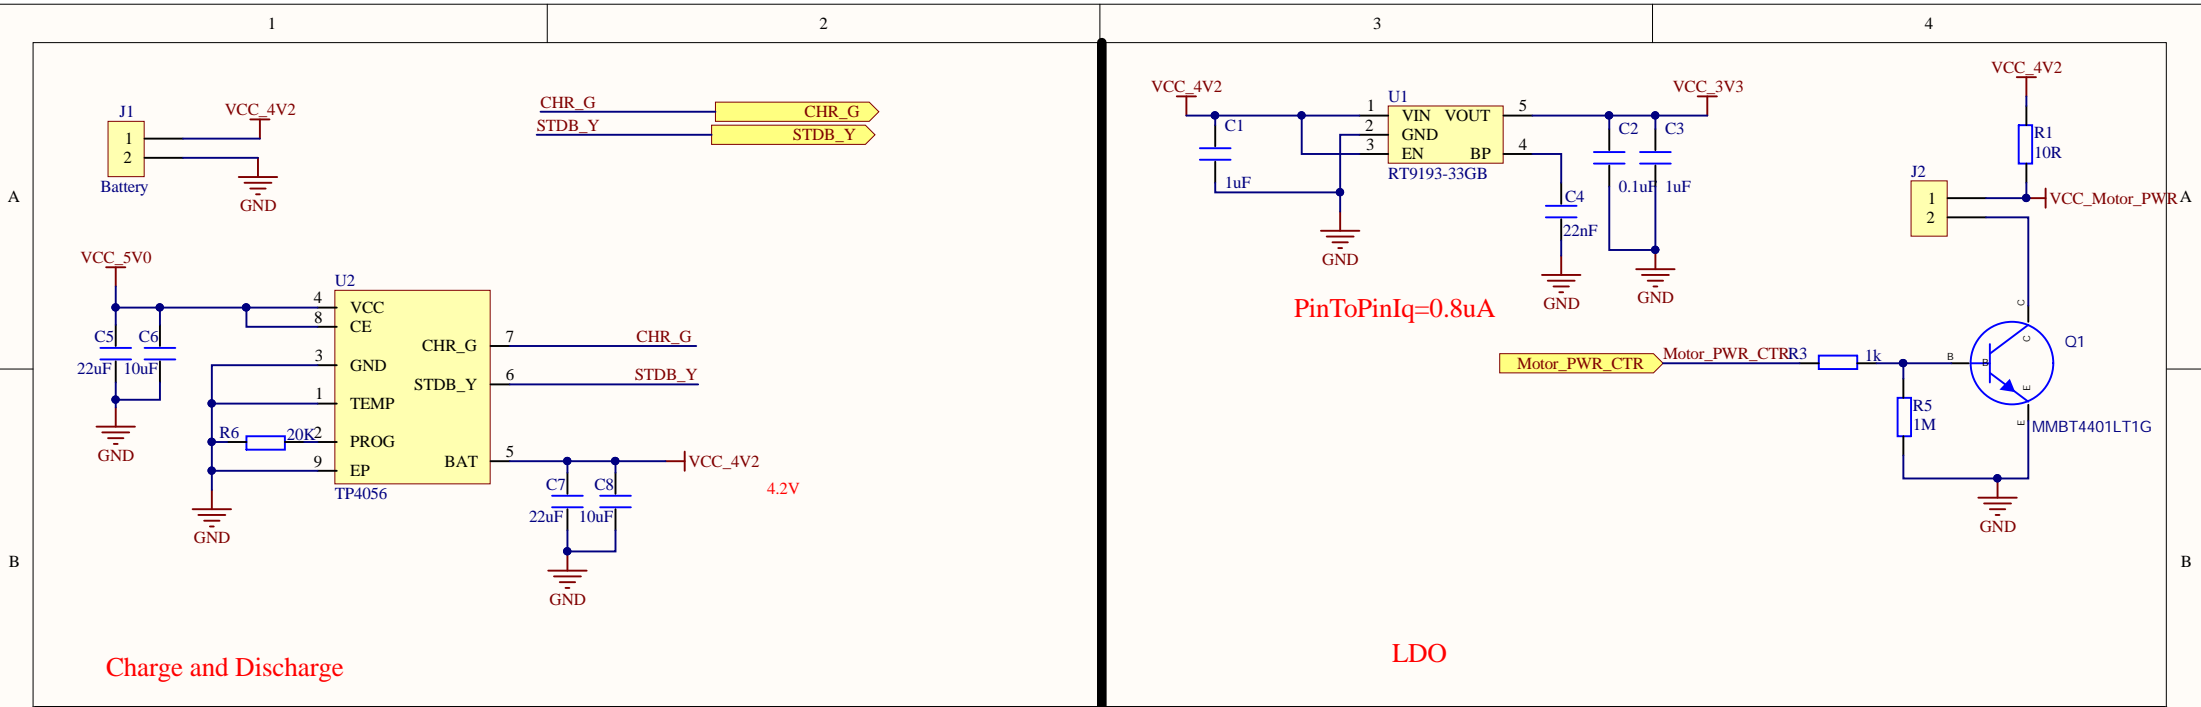 1
2
3
4
A
B
A
B
J1
1
2
Battery
VCC_4V2
GND
CHR_G
CHR_G
STDB_Y
STDB_Y
VCC_5V0
C5
C6
22uF
10uF
GND
U2
4
VCC
8
CE
3
GND
1
TEMP
R6
20K
2
PROG
9
EP
TP4056
GND
CHR_G
7
CHR_G
STDB_Y
6
STDB_Y
BAT
5
VCC_4V2
4.2V
C7
C8
22uF
10uF
GND
Charge and Discharge
VCC_4V2
C1
1uF
U1
1
VIN
VOUT
5
2
GND
3
EN
BP
4
RT9193-33GB
GND
VCC_3V3
C2
C3
0.1uF
1uF
C4
22nF
GND
GND
PinToPinIq=0.8uA
VCC_4V2
R1
10R
J2
1
2
VCC_Motor_PWR
Motor_PWR_CTR
Motor_PWR_CTR
R3
1k
R5
1M
B
B
C
C
E
E
Q1
MMBT4401LT1G
GND
LDO